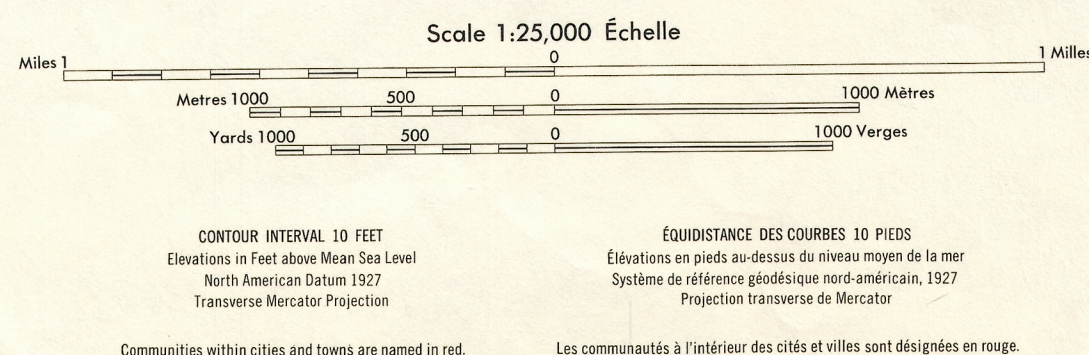 Scale 1:25,000 Échelle
Miles 1 0 1 Milles
Metres 1000 500 0 1000 Mètres
Yards 1000 500 0 1000 Verges
CONTOUR INTERVAL 10 FEET
Elevations in Feet above Mean Sea Level
North American Datum 1927
Transverse Mercator Projection
ÉQUIDISTANCE DES COURBES 10 PIEDS
Élévations en pieds au-dessus du niveau moyen de la mer
Système de référence géodésique nord-américain, 1927
Projection transverse de Mercator
Communities within cities and towns are named in red.
Les communautés à l'intérieur des cités et villes sont désignées en rouge.